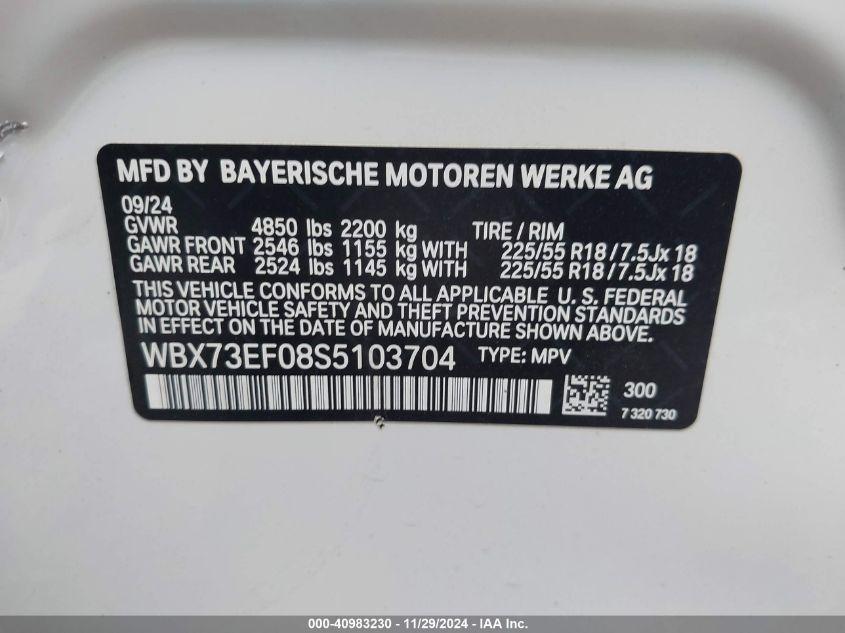 MFD BY BAYERISCHE MOTOREN WERKE AG
09/24
GVWR 4850 lbs 2200 kg TIRE / RIM
GAWR FRONT 2546 lbs 1155 kg WITH 225/55 R18 / 7.5Jx 18
GAWR REAR 2524 lbs 1145 kg WITH 225/55 R18 / 7.5Jx 18
THIS VEHICLE CONFORMS TO ALL APPLICABLE U. S. FEDERAL
MOTOR VEHICLE SAFETY AND THEFT PREVENTION STANDARDS
IN EFFECT ON THE DATE OF MANUFACTURE SHOWN ABOVE.
WBX73EF08S5103704 TYPE: MPV
300
7 320 730
000-40983230 - 11/29/2024 - IAA Inc.